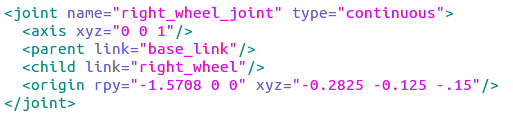 <joint name="right_wheel_joint" type="continuous">
  <axis xyz="0 0 1"/>
  <parent link="base_link"/>
  <child link="right_wheel"/>
  <origin rpy="-1.5708 0 0" xyz="-0.2825 -0.125 -.15"/>
</joint>